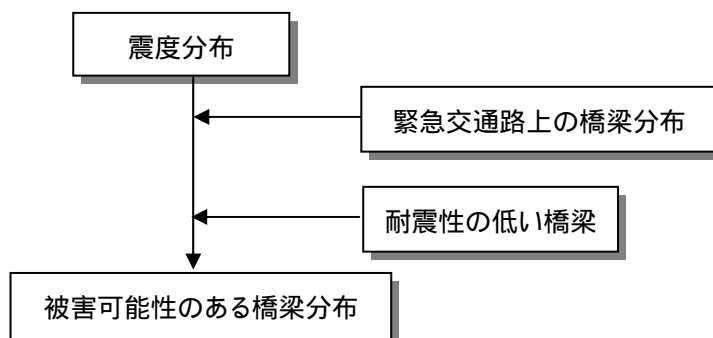 震度分布
緊急交通路上の橋梁分布
耐震性の低い橋梁
被害可能性のある橋梁分布